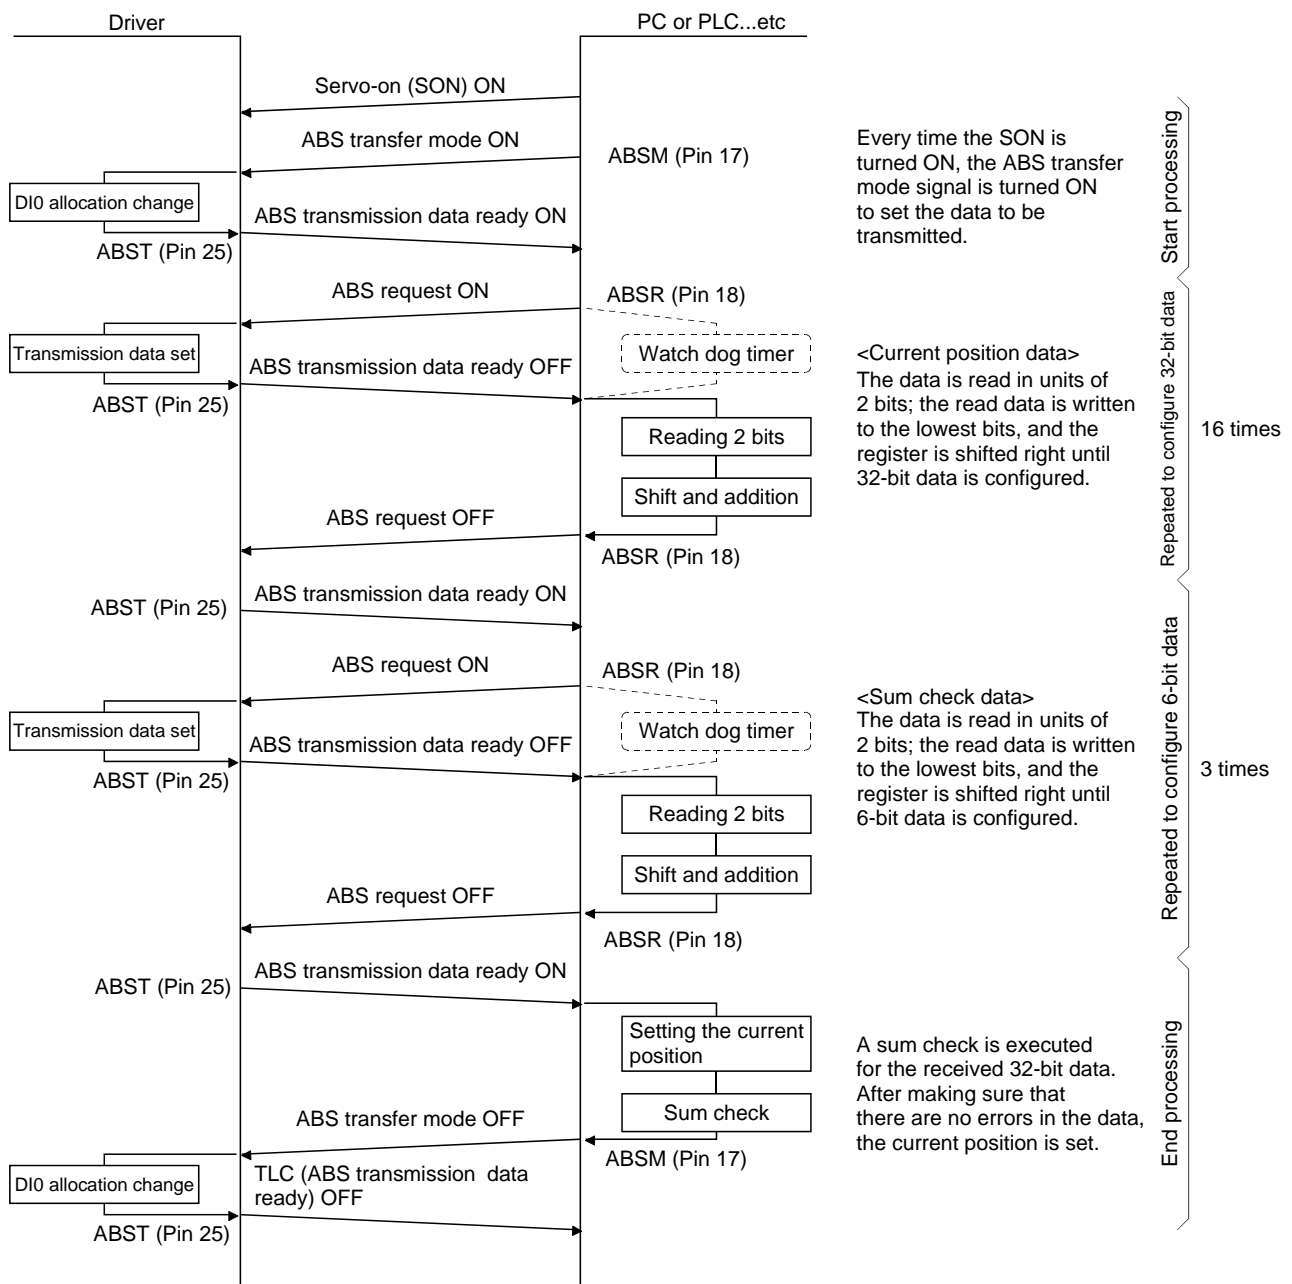 Driver
PC or PLC...etc
Servo-on (SON) ON
ABS transfer mode ON
ABSM (Pin 17)
DI0 allocation change
ABS transmission data ready ON
ABST (Pin 25)
Every time the SON is
turned ON, the ABS transfer
mode signal is turned ON
to set the data to be
transmitted.
Start processing
ABS request ON
ABSR (Pin 18)
Transmission data set
Watch dog timer
ABS transmission data ready OFF
ABST (Pin 25)
Reading 2 bits
Shift and addition
ABS request OFF
ABSR (Pin 18)
<Current position data>
The data is read in units of
2 bits; the read data is written
to the lowest bits, and the
register is shifted right until
32-bit data is configured.
Repeated to configure 32-bit data
16 times
ABS transmission data ready ON
ABST (Pin 25)
ABS request ON
ABSR (Pin 18)
Transmission data set
Watch dog timer
ABS transmission data ready OFF
ABST (Pin 25)
Reading 2 bits
Shift and addition
ABS request OFF
ABSR (Pin 18)
<Sum check data>
The data is read in units of
2 bits; the read data is written
to the lowest bits, and the
register is shifted right until
6-bit data is configured.
Repeated to configure 6-bit data
3 times
ABS transmission data ready ON
ABST (Pin 25)
Setting the current
position
Sum check
ABS transfer mode OFF
ABSM (Pin 17)
DI0 allocation change
TLC (ABS transmission data
ready) OFF
ABST (Pin 25)
A sum check is executed
for the received 32-bit data.
After making sure that
there are no errors in the data,
the current position is set.
End processing